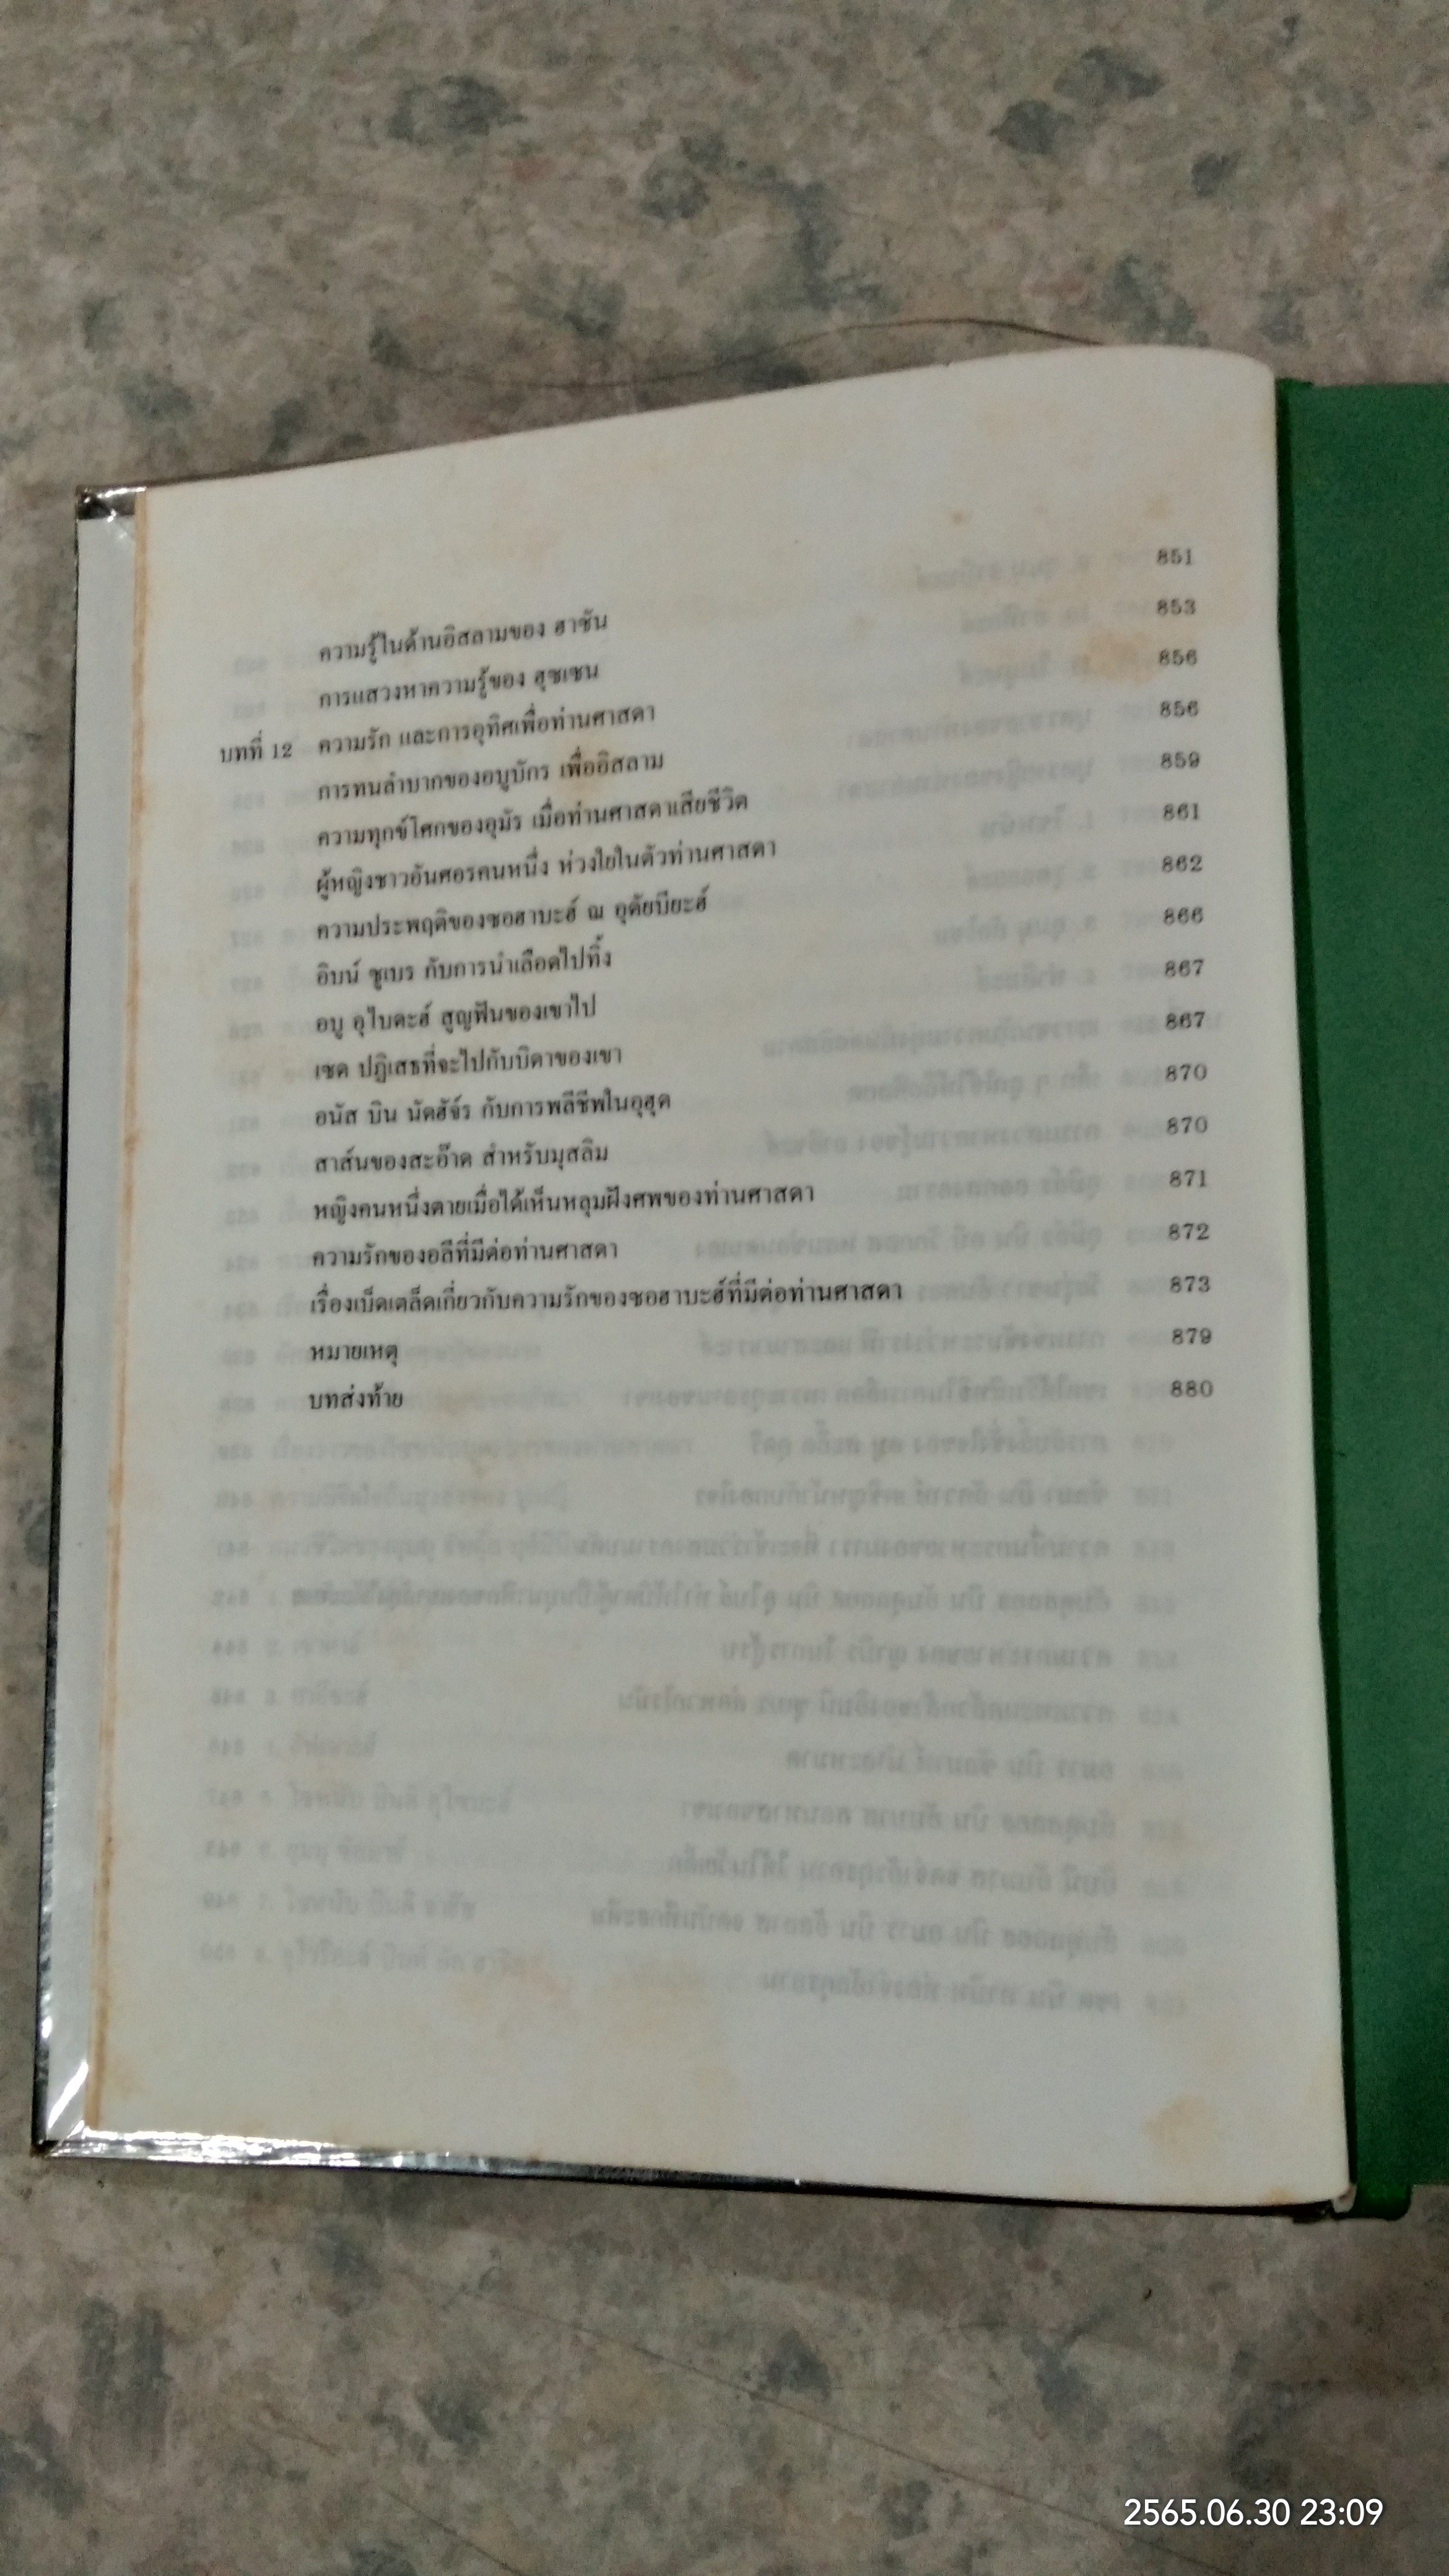 ความรู้ในด้านอิสลามของ ฮาซัน 851
การแสวงหาความรู้ของ ฮุซเซน 853
บทที่ 12 ความรัก และการอุทิศเพื่อท่านศาสดา 856
การทนลำบากของอบูบักร เพื่ออิสลาม 856
ความทุกข์โศกของอุมัร เมื่อท่านศาสดาเสียชีวิต 859
ผู้หญิงชาวอันศอรคนหนึ่ง ห่วงใยในตัวท่านศาสดา 861
ความประพฤติของซอฮาบะฮ์ ณ อุดัยบียะฮ์ 862
อิบน์ ซูเบร กับการนำเลือดไปทิ้ง 866
อบู อุไบดะฮ์ สูญฟันของเขาไป 867
เซด ปฏิเสธที่จะไปกับบิดาของเขา 867
อนัส บิน นัดฮัจ์ร กับการพลีชีพในอุฮุด 870
สาส์นของสะอ๊าด สำหรับมุสลิม 870
หญิงคนหนึ่งตายเมื่อได้เห็นหลุมฝังศพของท่านศาสดา 871
ความรักของอลีที่มีต่อท่านศาสดา 872
เรื่องเบ็ดเตล็ดเกี่ยวกับความรักของซอฮาบะฮ์ที่มีต่อท่านศาสดา 873
หมายเหตุ 879
บทส่งท้าย 880
2565.06.30 23:09